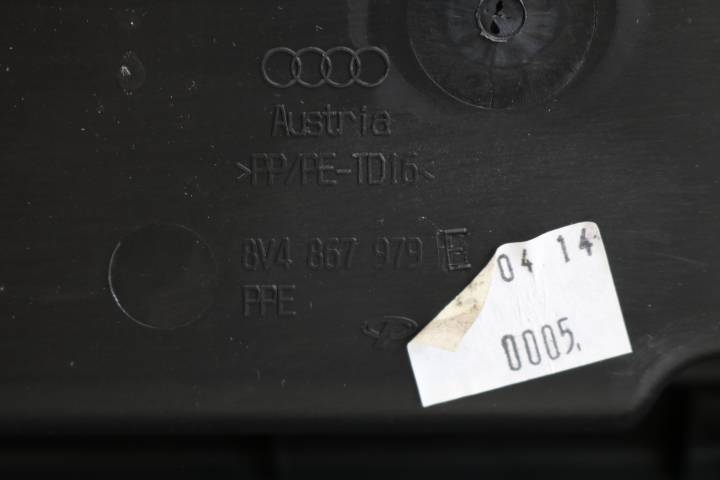 Austria
>PP/PE-TD16<
8V4 867 979 E
PPE
04 14
0005.